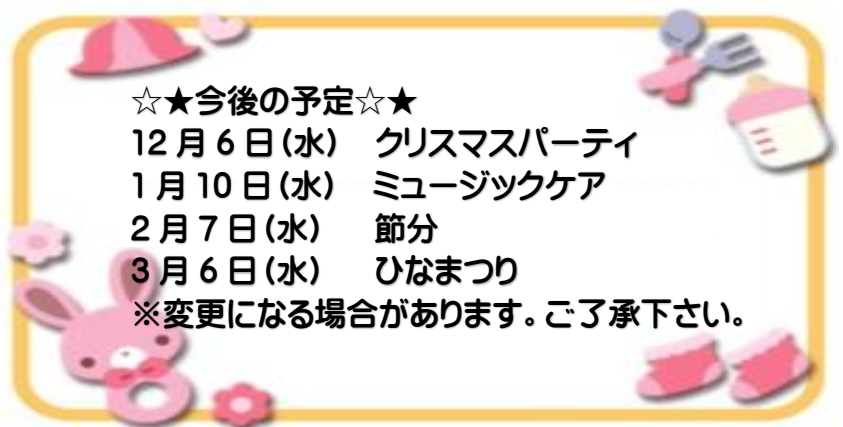 ☆★今後の予定☆★
12月6日(水) クリスマスパーティ
1月10日(水) ミュージックケア
2月7日(水) 節分
3月6日(水) ひなまつり
※変更になる場合があります。ご了承下さい。